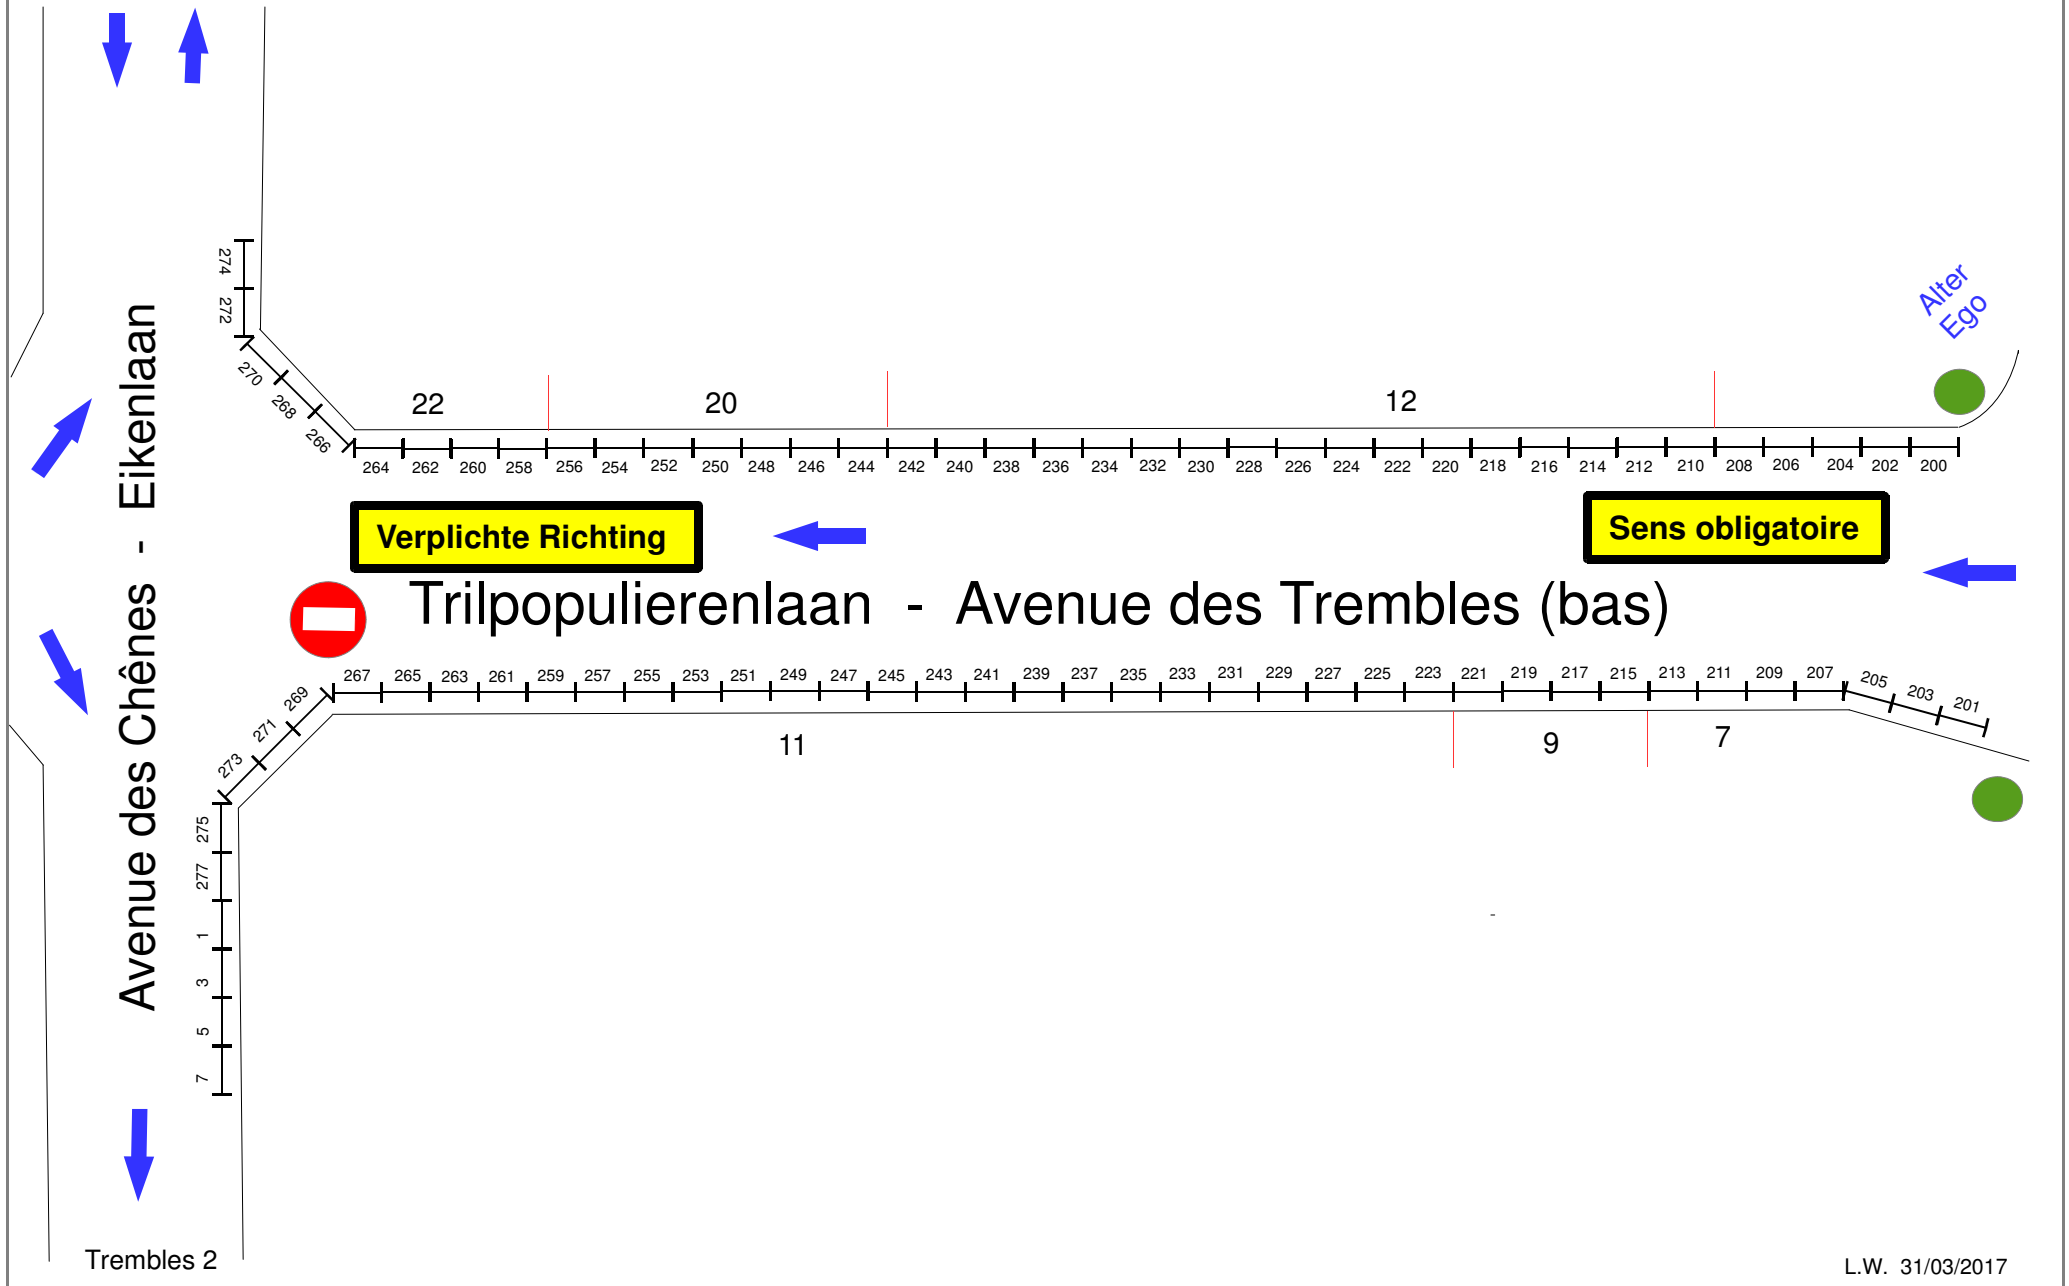 274
272
270
268
266
Alter
Ego
22 20 12
264 262 260 258 256 254 252 250 248 246 244 242 240 238 236 234 232 230 228 226 224 222 220 218 216 214 212 210 208 206 204 202 200
Verplichte Richting
Sens obligatoire
Trilpopulierenlaan - Avenue des Trembles (bas)
Avenue des Chênes - Eikenlaan
267 265 263 261 259 257 255 253 251 249 247 245 243 241 239 237 235 233 231 229 227 225 223 221 219 217 215 213 211 209 207 205 203 201
11 9 7
269
271
273
275
277
1
3
5
7
-
Trembles 2
L.W. 31/03/2017